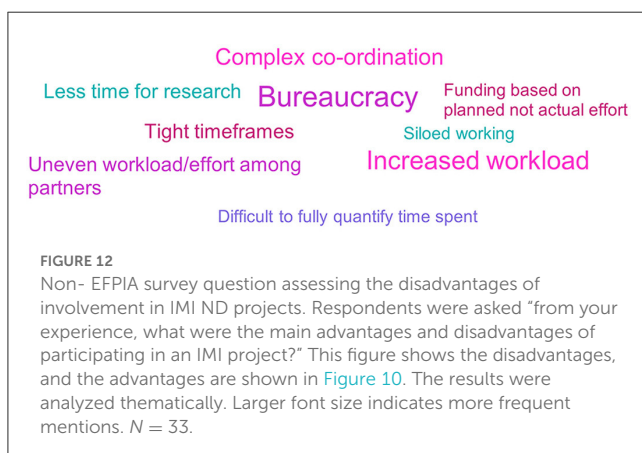 Complex co-ordination
Less time for research
Bureaucracy
Funding based on
planned not actual effort
Tight timeframes
Siloed working
Uneven workload/effort among
partners
Increased workload
Difficult to fully quantify time spent
FIGURE 12
Non- EFPIA survey question assessing the disadvantages of
involvement in IMI ND projects. Respondents were asked “from your
experience, what were the main advantages and disadvantages of
participating in an IMI project?” This figure shows the disadvantages,
and the advantages are shown in Figure 10. The results were
analyzed thematically. Larger font size indicates more frequent
mentions. N = 33.